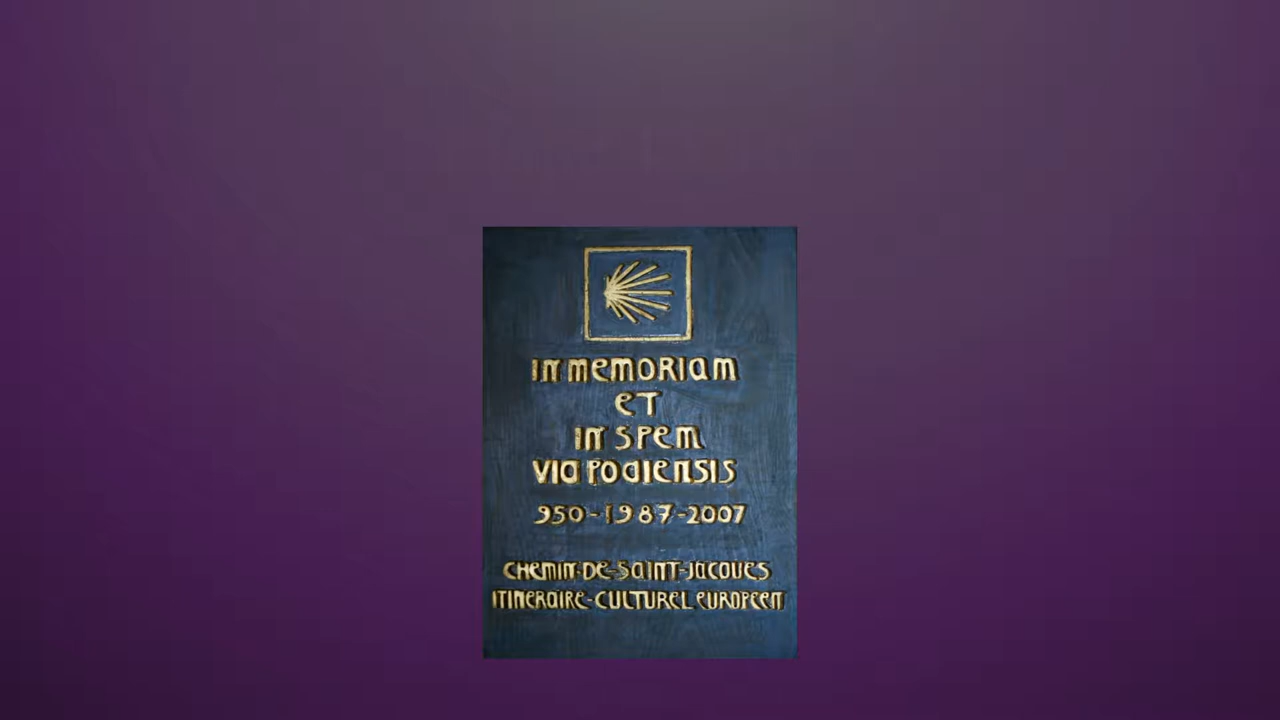 IN MEMORIAM
ET
IN SPEM
VIA PODIENSIS
950-1987-2007
CHEMIN-DE-SAINT-JACQUES
ITINERAIRE-CULTUREL EUROPEEN